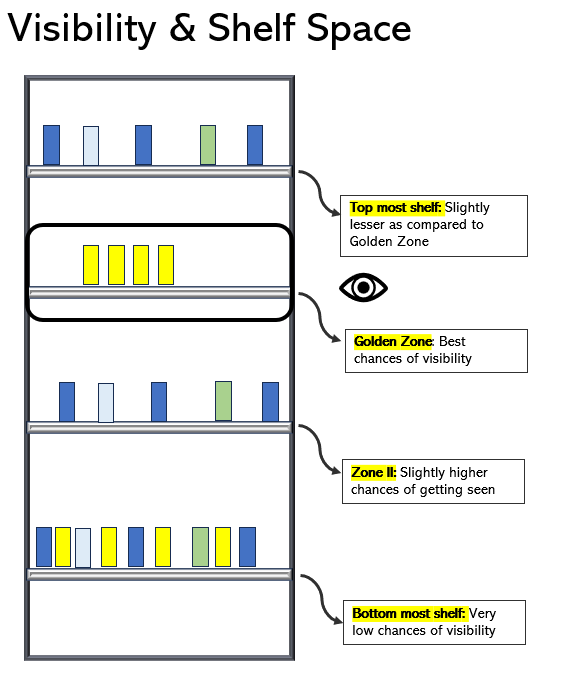 Visibility & Shelf Space
Top most shelf: Slightly
lesser as compared to
Golden Zone
Golden Zone: Best
chances of visibility
Zone II: Slightly higher
chances of getting seen
Bottom most shelf: Very
low chances of visibility